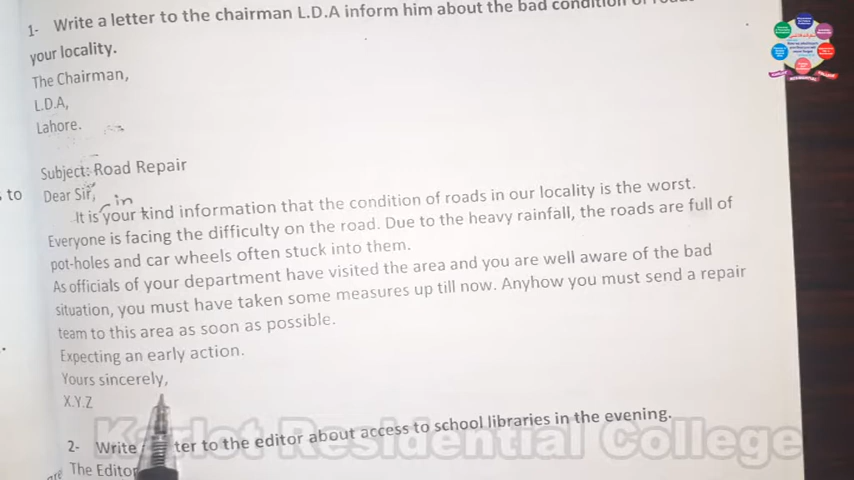 1- Write a letter to the chairman L.D.A inform him about the bad condition of roads
your locality.
The Chairman,
L.D.A,
Lahore.
Subject: Road Repair
Dear Sir,
in
It is your kind information that the condition of roads in our locality is the worst.
Everyone is facing the difficulty on the road. Due to the heavy rainfall, the roads are full of
pot-holes and car wheels often stuck into them.
As officials of your department have visited the area and you are well aware of the bad
situation, you must have taken some measures up till now. Anyhow you must send a repair
team to this area as soon as possible.
Expecting an early action.
Yours sincerely,
X.Y.Z
Karlot Residential College
2- Write ter to the editor about access to school libraries in the evening.
The Editor
s to